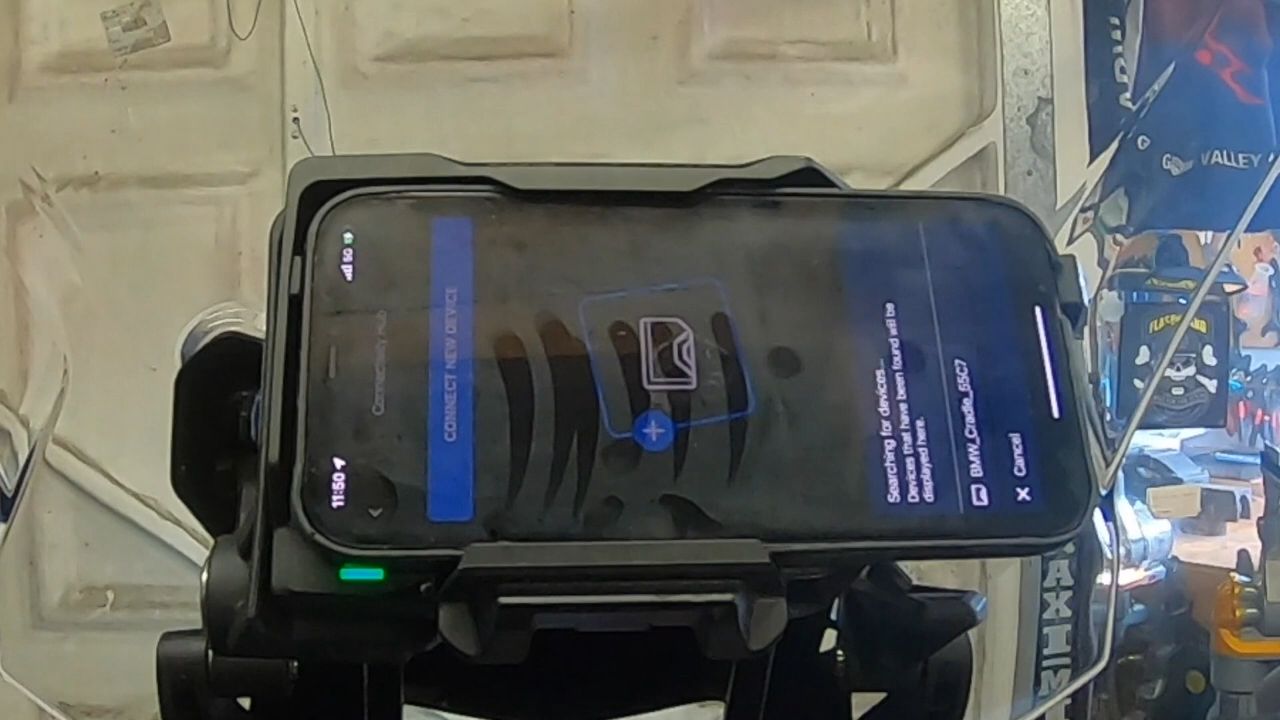 11:50
5G
Connectivity Hub
CONNECT NEW DEVICE
Searching for devices...
Devices that have been found will be
displayed here.
BMW_Cradle_55C7
Cancel
VALLEY